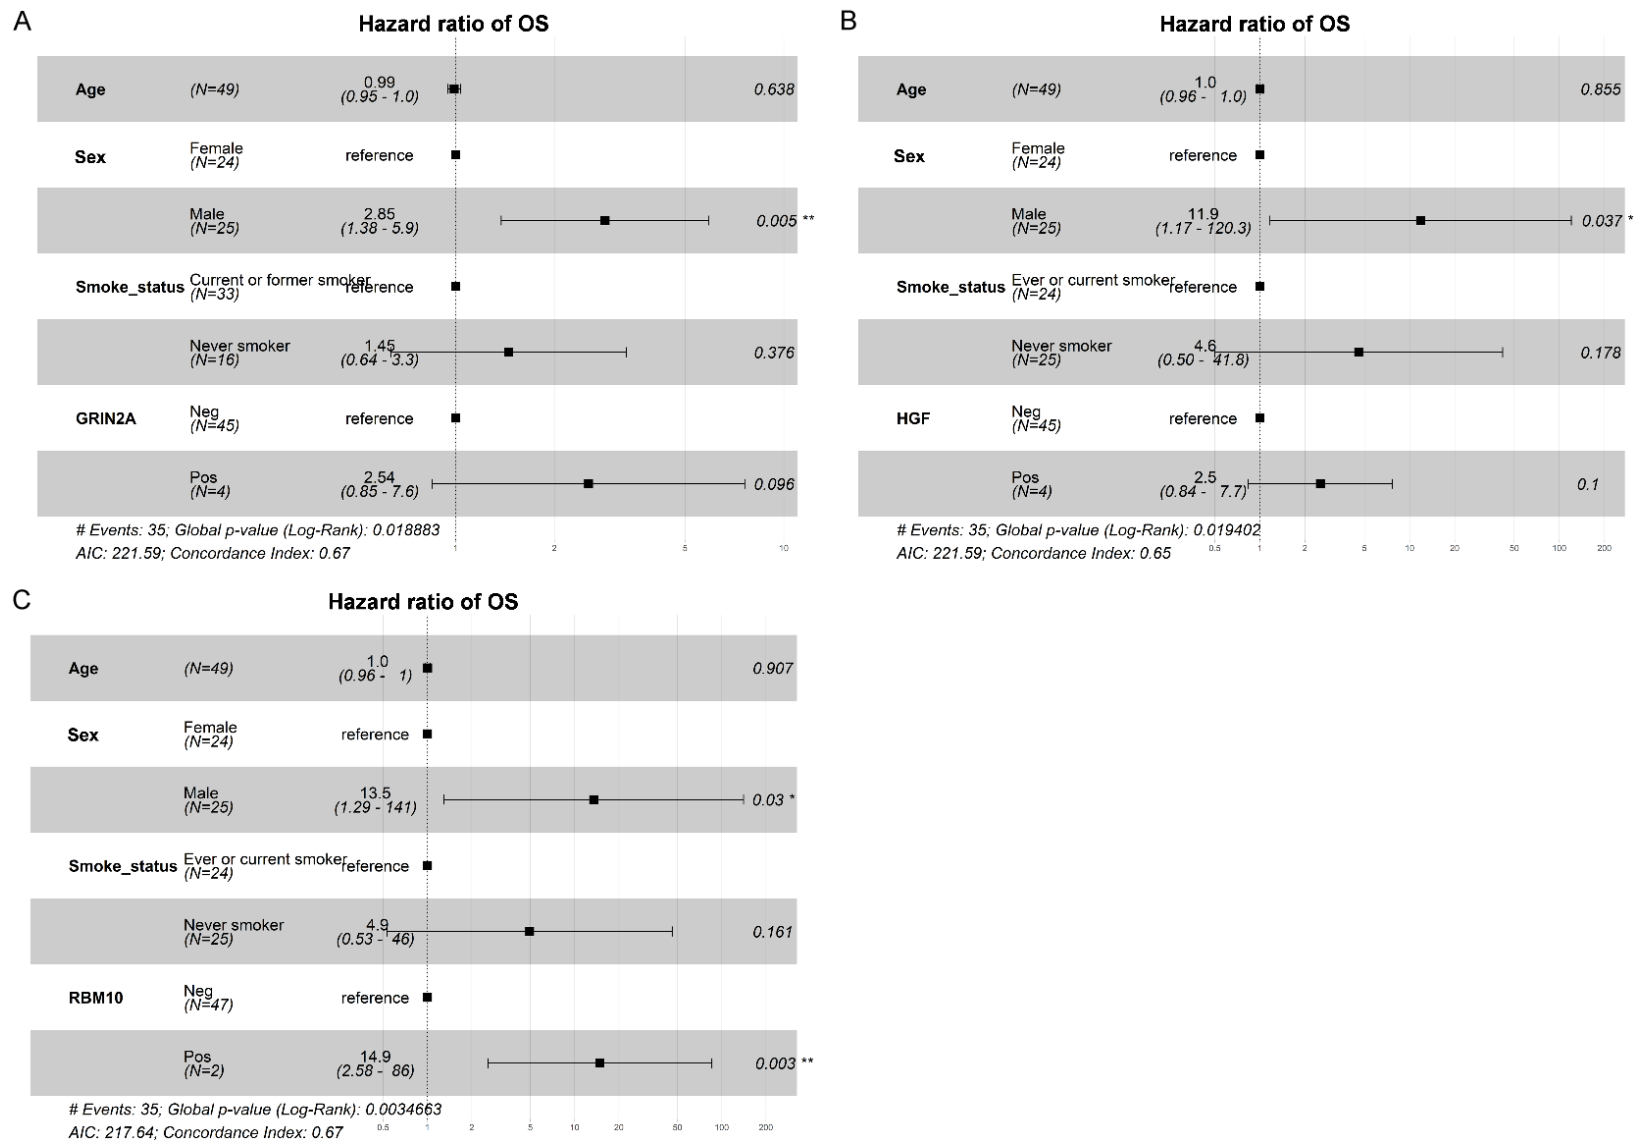 A
Hazard ratio of OS
Age (N=49) 0.99 0.638
(0.95 - 1.0)
Sex Female reference
(N=24)
Male 2.85 0.005 **
(N=25) (1.38 - 5.9)
Smoke_status Current or former smoker reference
(N=33)
Never smoker 1.45 0.376
(N=16) (0.64 - 3.3)
GRIN2A Neg reference
(N=45)
Pos 2.54 0.096
(N=4) (0.85 - 7.6)
# Events: 35; Global p-value (Log-Rank): 0.018883
AIC: 221.59; Concordance Index: 0.67
1 2 5 10
B
Hazard ratio of OS
Age (N=49) 1.0 0.855
(0.96 - 1.0)
Sex Female reference
(N=24)
Male 11.9 0.037 *
(N=25) (1.17 - 120.3)
Smoke_status Ever or current smoker reference
(N=24)
Never smoker 4.6 0.178
(N=25) (0.50 - 41.8)
HGF Neg reference
(N=45)
Pos 2.5 0.1
(N=4) (0.84 - 7.7)
# Events: 35; Global p-value (Log-Rank): 0.019402
AIC: 221.59; Concordance Index: 0.65
0.5 1 2 5 10 20 50 100 200
C
Hazard ratio of OS
Age (N=49) 1.0 0.907
(0.96 - 1)
Sex Female reference
(N=24)
Male 13.5 0.03 *
(N=25) (1.29 - 141)
Smoke_status Ever or current smoker reference
(N=24)
Never smoker 4.9 0.161
(N=25) (0.53 - 46)
RBM10 Neg reference
(N=47)
Pos 14.9 0.003 **
(N=2) (2.58 - 86)
# Events: 35; Global p-value (Log-Rank): 0.0034663
AIC: 217.64; Concordance Index: 0.67
0.5 1 2 5 10 20 50 100 200